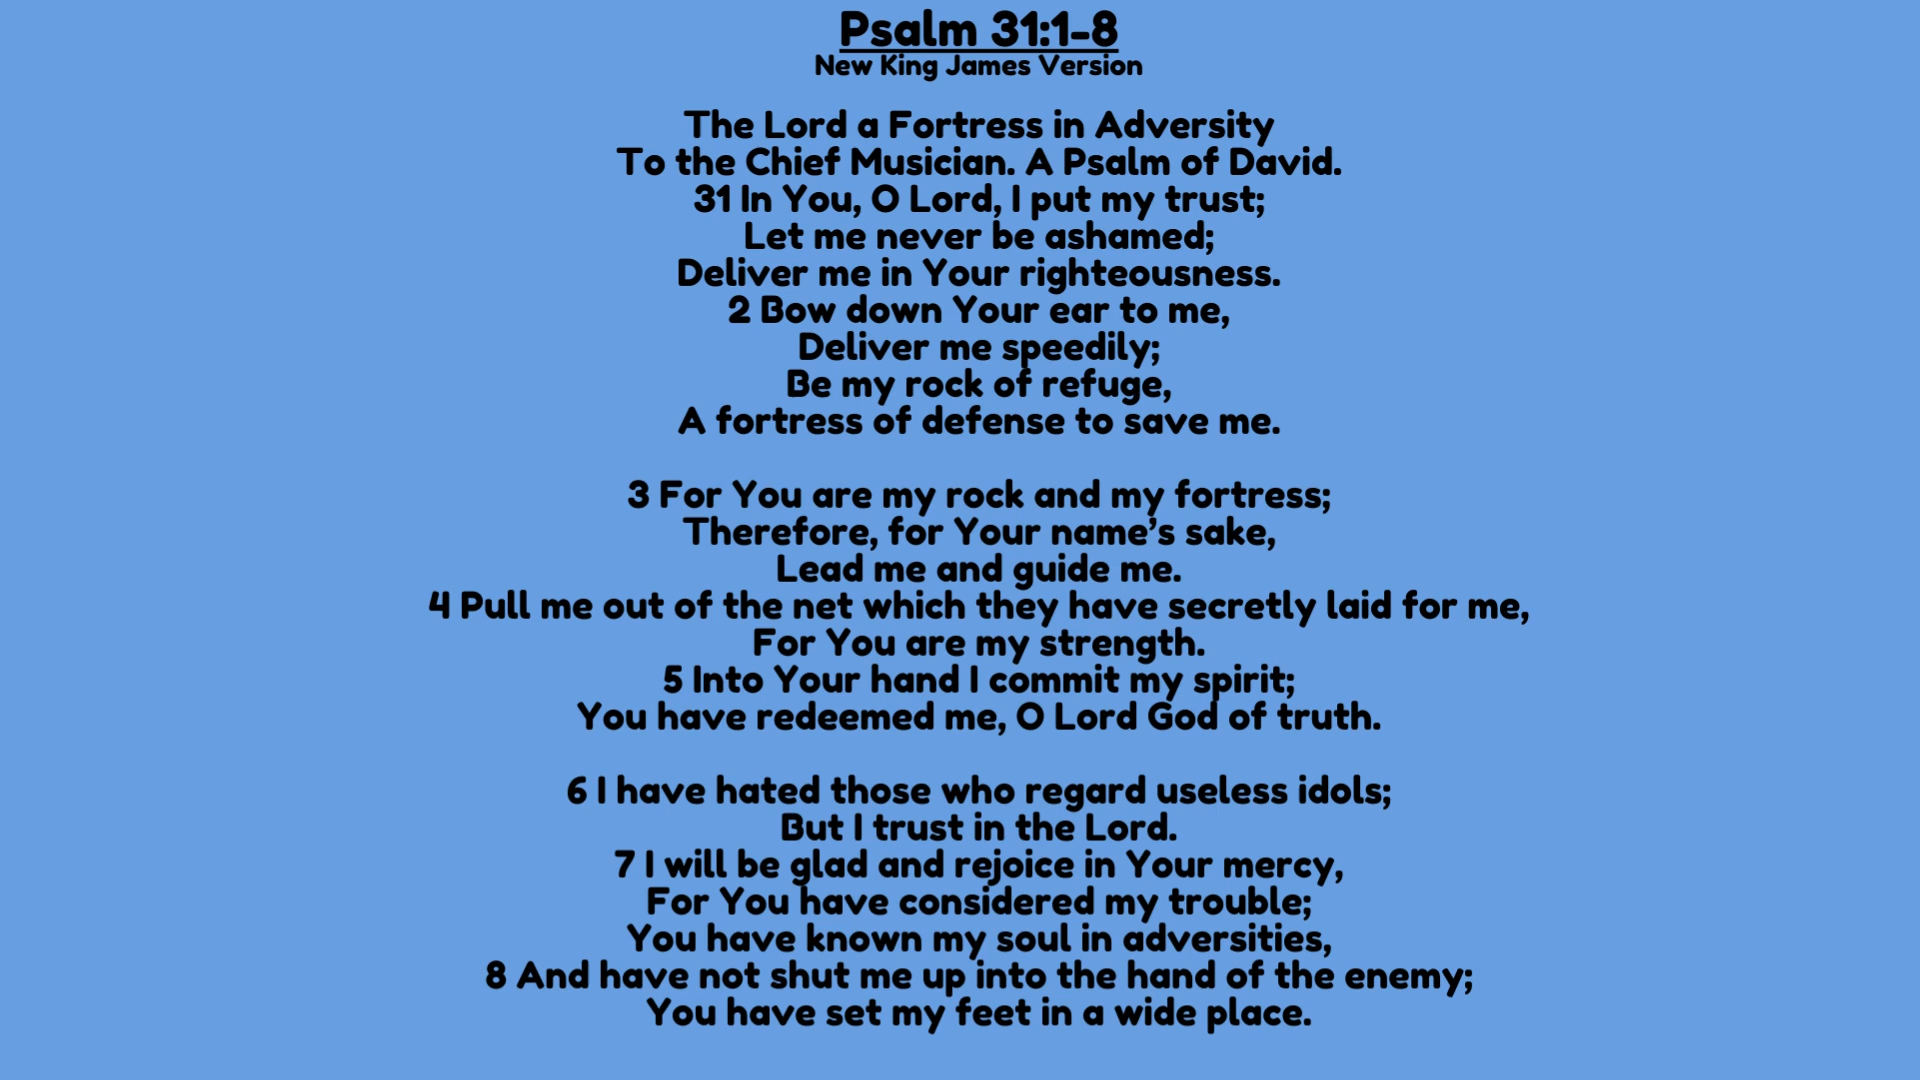 Psalm 31:1-8
New King James Version
The Lord a Fortress in Adversity
To the Chief Musician. A Psalm of David.
31 In You, O Lord, I put my trust;
Let me never be ashamed;
Deliver me in Your righteousness.
2 Bow down Your ear to me,
Deliver me speedily;
Be my rock of refuge,
A fortress of defense to save me.
3 For You are my rock and my fortress;
Therefore, for Your name’s sake,
Lead me and guide me.
4 Pull me out of the net which they have secretly laid for me,
For You are my strength.
5 Into Your hand I commit my spirit;
You have redeemed me, O Lord God of truth.
6 I have hated those who regard useless idols;
But I trust in the Lord.
7 I will be glad and rejoice in Your mercy,
For You have considered my trouble;
You have known my soul in adversities,
8 And have not shut me up into the hand of the enemy;
You have set my feet in a wide place.